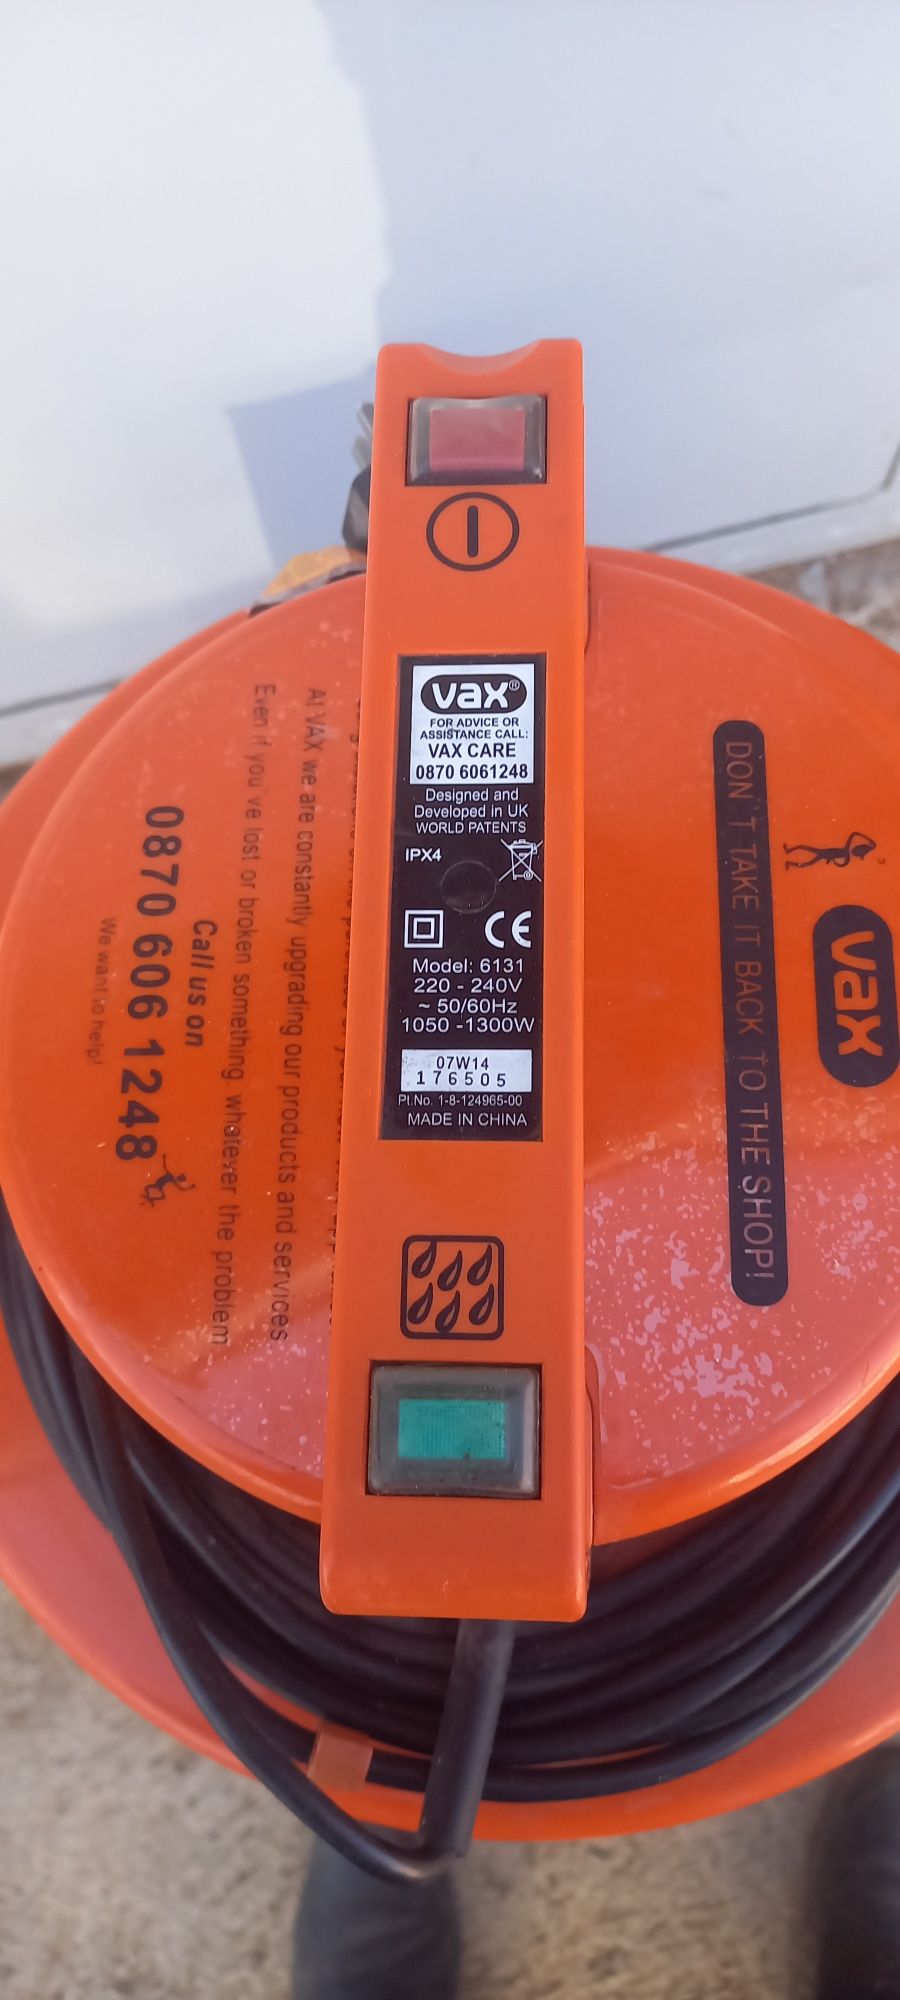 vax®
FOR ADVICE OR
ASSISTANCE CALL:
VAX CARE
0870 6061248
Designed and
Developed in UK
WORLD PATENTS
IPX4
CE
Model: 6131
220 - 240V
~ 50/60Hz
1050 -1300W
07W14
176505
Pt.No. 1-8-124965-00
MADE IN CHINA
vax
DON'T TAKE IT BACK TO THE SHOP!
At VAX we are constantly upgrading our products and services.
Even if you've lost or broken something, whatever the problem
Call us on
0870 606 1248
We want to help!